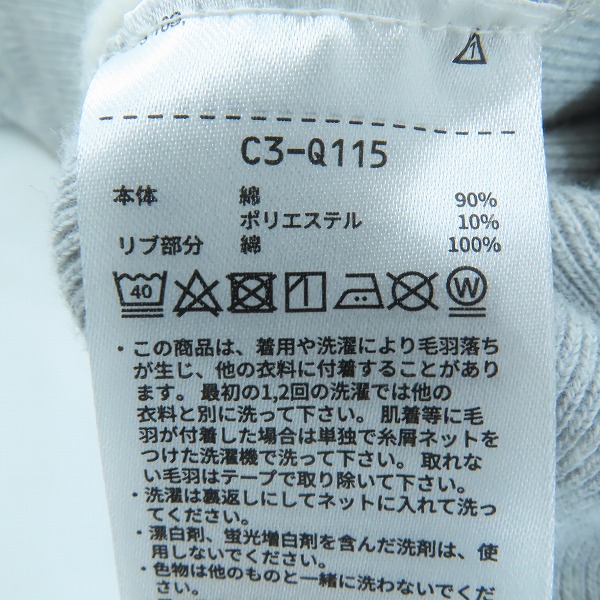 C3-Q115
本体 綿 90%
ポリエステル 10%
リブ部分 綿 100%
40 W
・この商品は、着用や洗濯により毛羽落ち
が生じ、他の衣料に付着することがあり
ます。最初の1,2回の洗濯では他の
衣料と別に洗って下さい。肌着等に毛
羽が付着した場合は単独で糸屑ネットを
つけた洗濯機で洗って下さい。取れな
い毛羽はテープで取り除いて下さい。
・洗濯は裏返しにしてネットに入れて洗っ
てください。
・漂白剤、蛍光増白剤を含んだ洗剤は、使
用しないでください。
・色物は他のものと一緒に洗わないでくだ
さい。